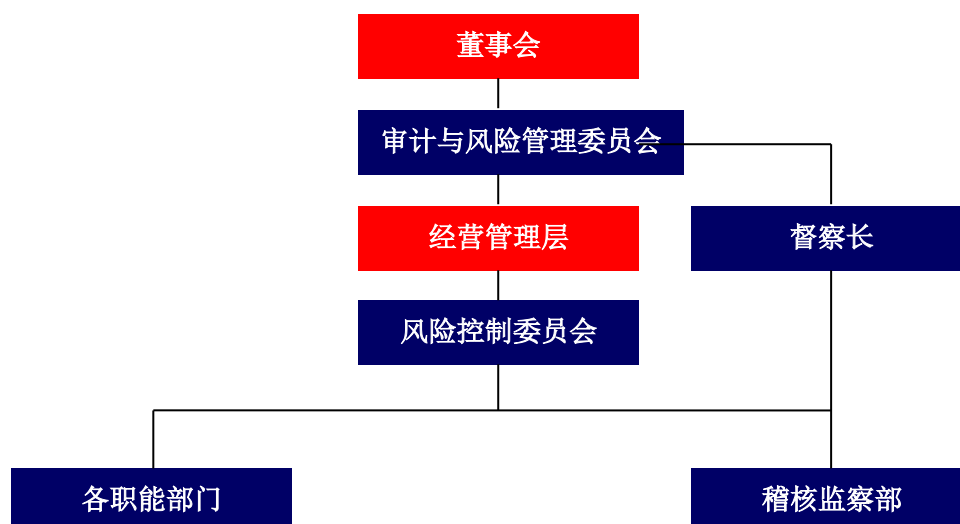 董事会
审计与风险管理委员会
经营管理层
督察长
风险控制委员会
各职能部门
稽核监察部